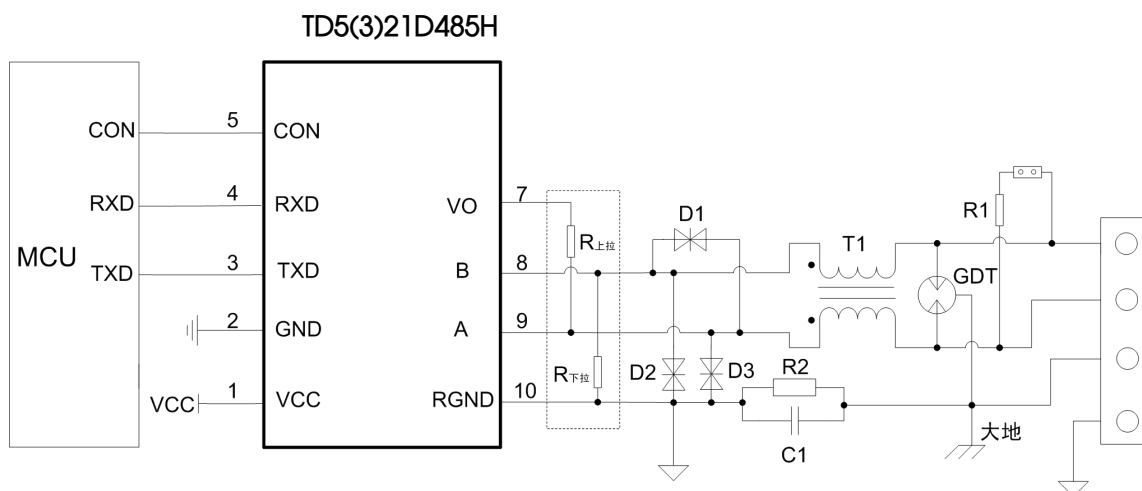 TD5(3)21D485H
MCU
CON
RXD
TXD
5
4
3
2
1
VCC
CON
RXD
TXD
GND
VCC
VO
B
A
RGND
7
8
9
10
R上拉
R下拉
D1
D2
D3
T1
R2
C1
GDT
R1
大地